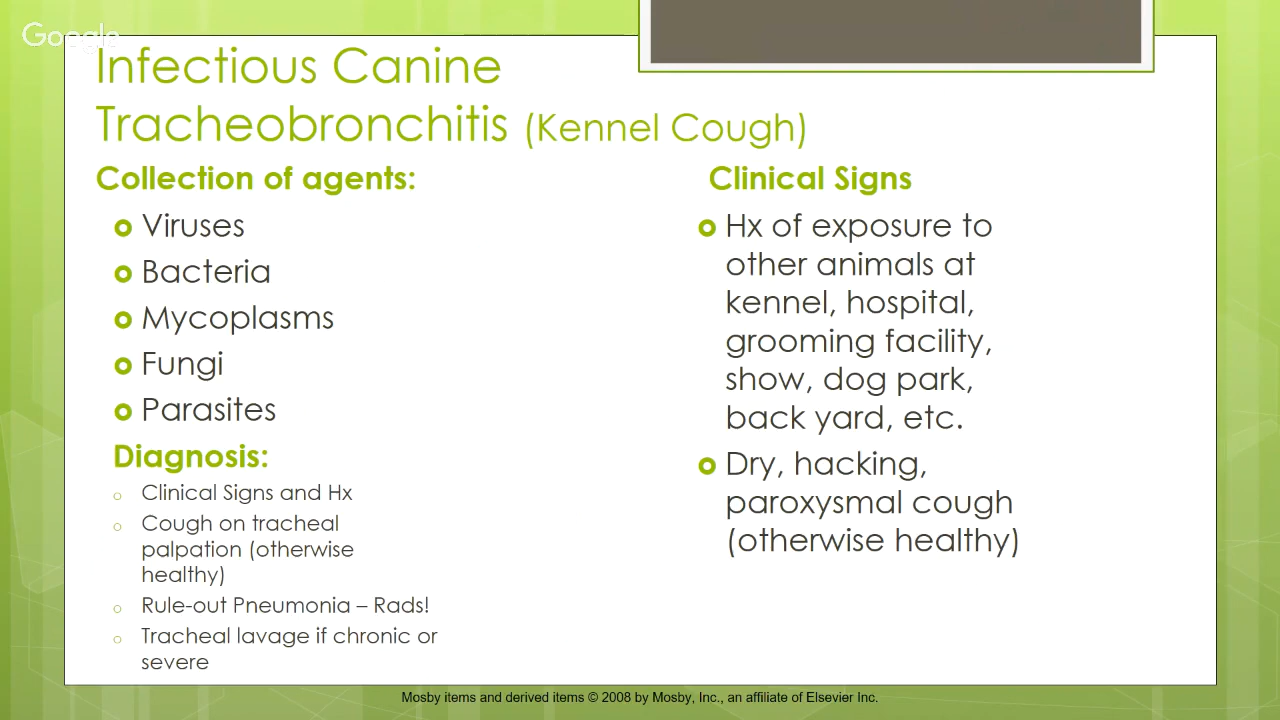 Google
Infectious Canine
Tracheobronchitis (Kennel Cough)
Collection of agents:
Viruses
Bacteria
Mycoplasms
Fungi
Parasites
Diagnosis:
Clinical Signs and Hx
Cough on tracheal
palpation (otherwise
healthy)
Rule-out Pneumonia – Rads!
Tracheal lavage if chronic or
severe
Clinical Signs
Hx of exposure to
other animals at
kennel, hospital,
grooming facility,
show, dog park,
back yard, etc.
Dry, hacking,
paroxysmal cough
(otherwise healthy)
Mosby items and derived items © 2008 by Mosby, Inc., an affiliate of Elsevier Inc.